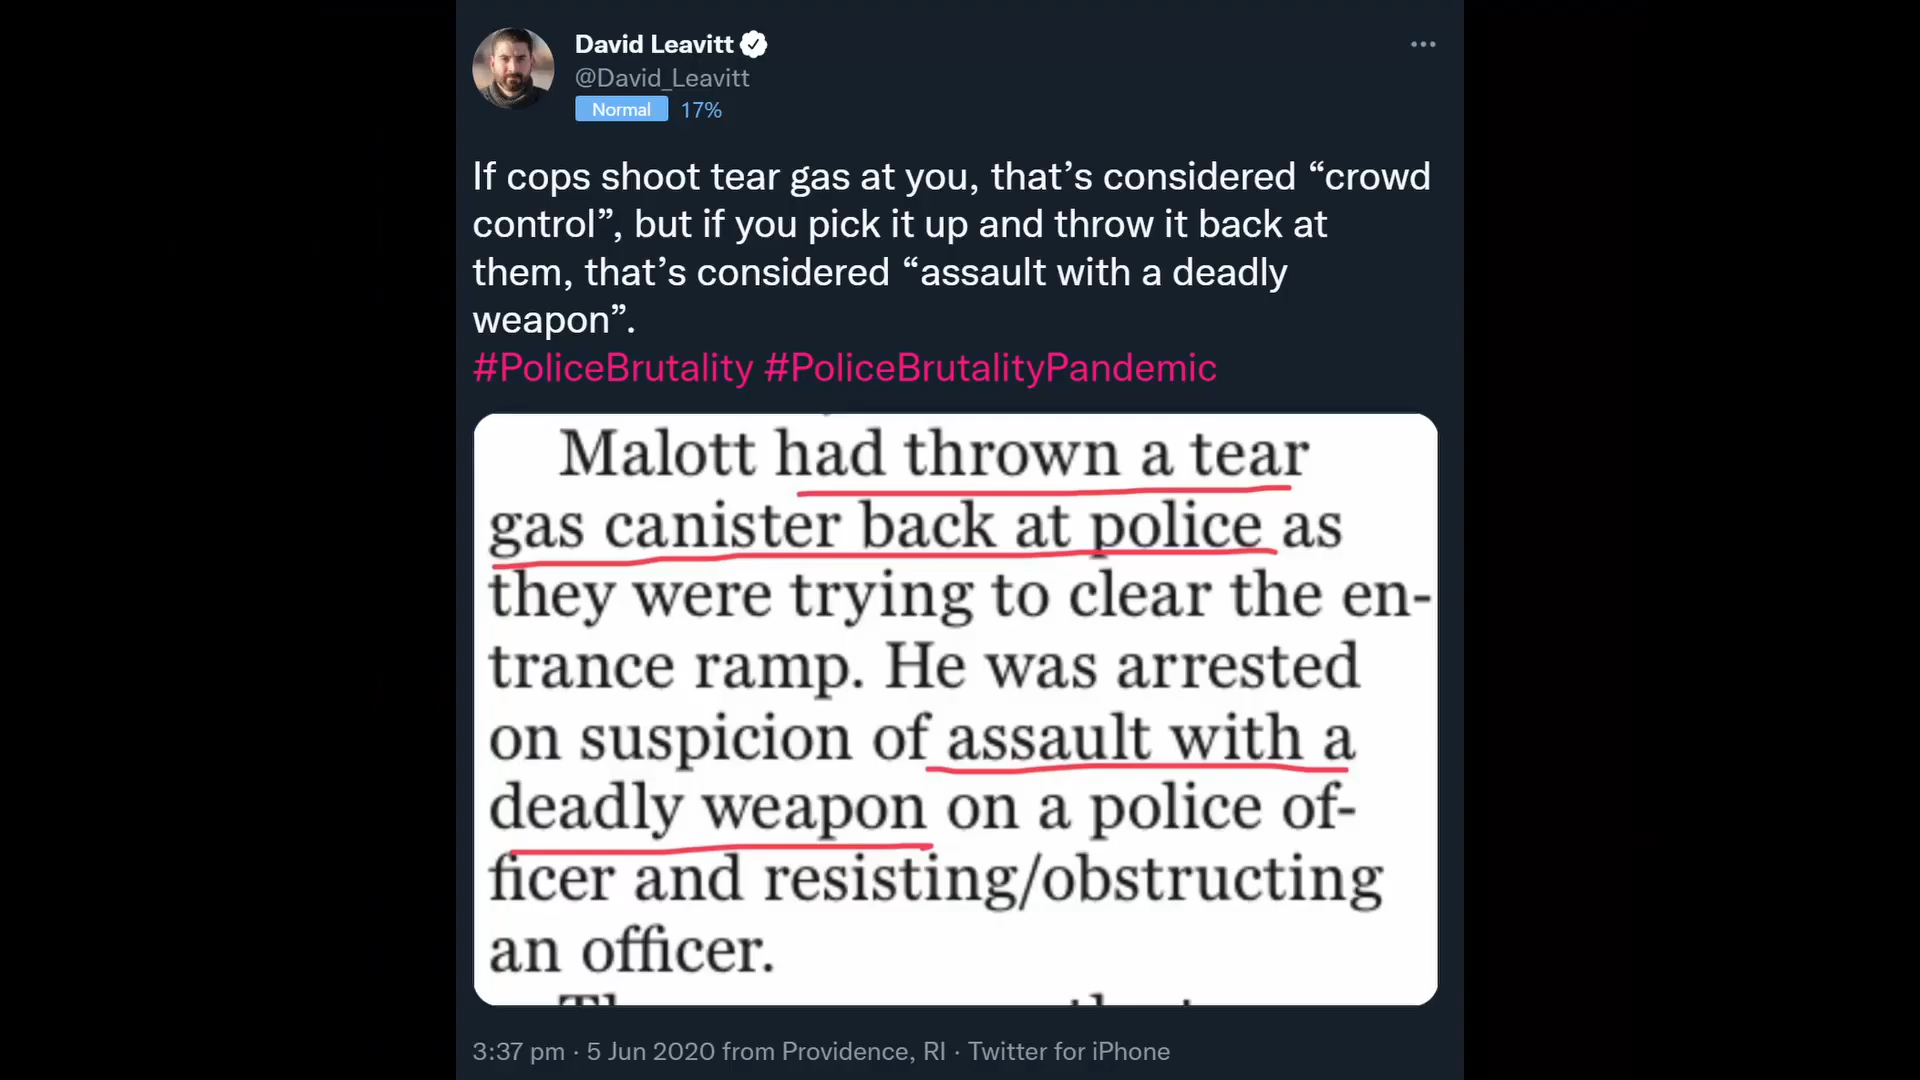 David Leavitt
@David_Leavitt
Normal 17%
If cops shoot tear gas at you, that’s considered “crowd
control”, but if you pick it up and throw it back at
them, that’s considered “assault with a deadly
weapon”.
#PoliceBrutality #PoliceBrutalityPandemic
Malott had thrown a tear
gas canister back at police as
they were trying to clear the en-
trance ramp. He was arrested
on suspicion of assault with a
deadly weapon on a police of-
ficer and resisting/obstructing
an officer.
3:37 pm · 5 Jun 2020 from Providence, RI · Twitter for iPhone